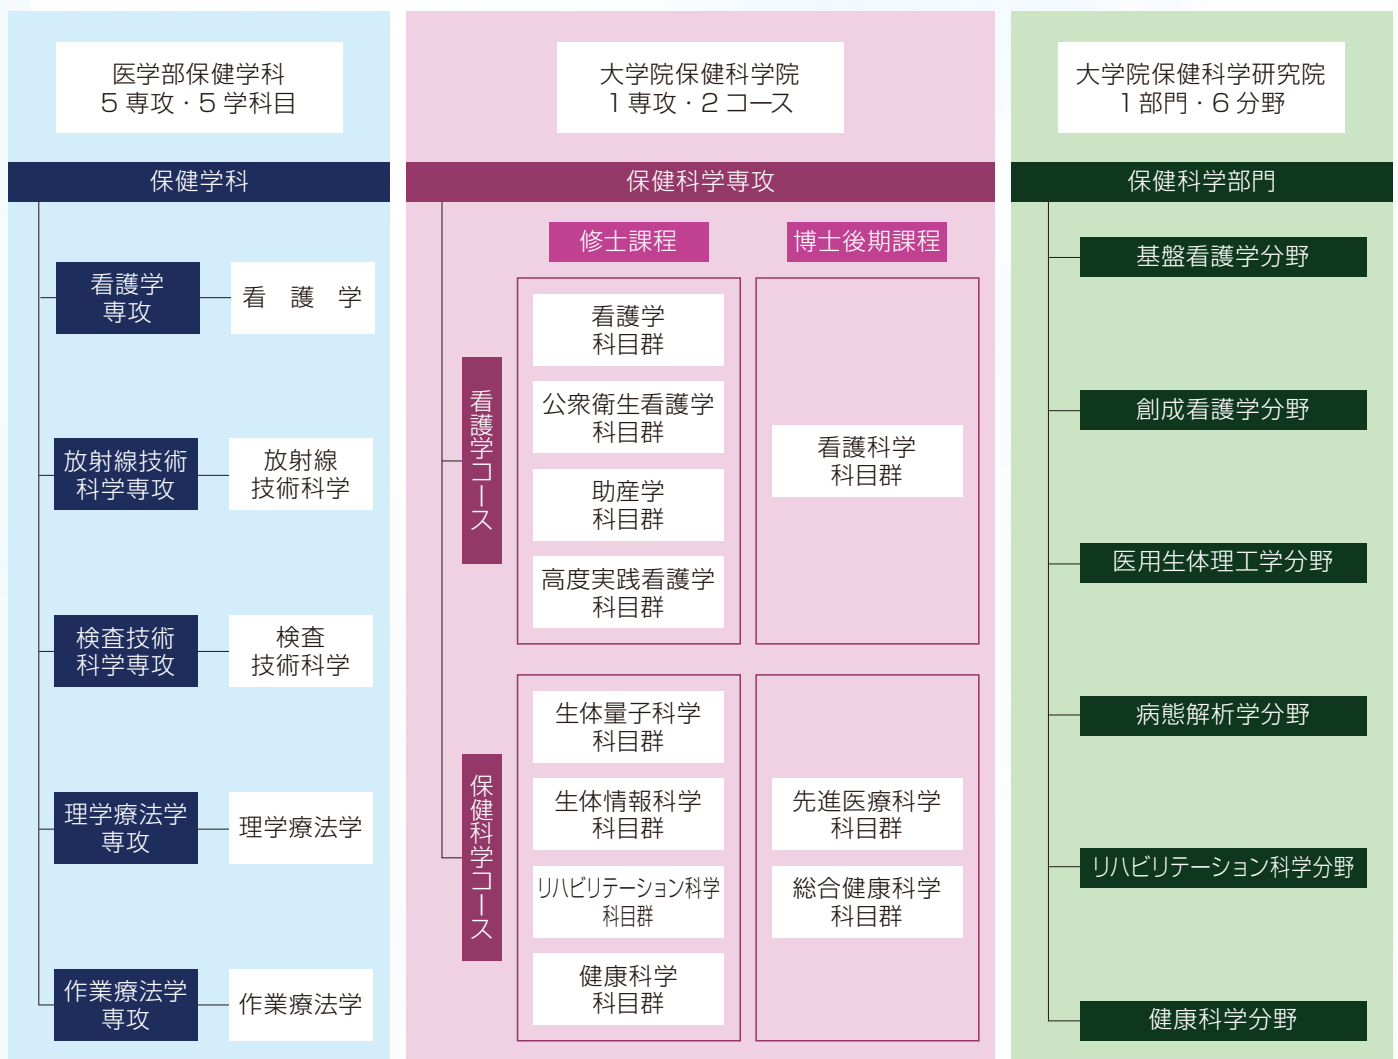 医学部保健学科
5専攻・5学科目
保健学科
看護学
専攻
看護学
放射線技術
科学専攻
放射線
技術科学
検査技術
科学専攻
検査
技術科学
理学療法学
専攻
理学療法学
作業療法学
専攻
作業療法学
大学院保健科学院
1専攻・2コース
保健科学専攻
修士課程
博士後期課程
看護学コース
看護学
科目群
公衆衛生看護学
科目群
助産学
科目群
高度実践看護学
科目群
看護科学
科目群
保健科学コース
生体量子科学
科目群
生体情報科学
科目群
リハビリテーション科学
科目群
健康科学
科目群
先進医療科学
科目群
総合健康科学
科目群
大学院保健科学研究院
1部門・6分野
保健科学部門
基盤看護学分野
創成看護学分野
医用生体理工学分野
病態解析学分野
リハビリテーション科学分野
健康科学分野